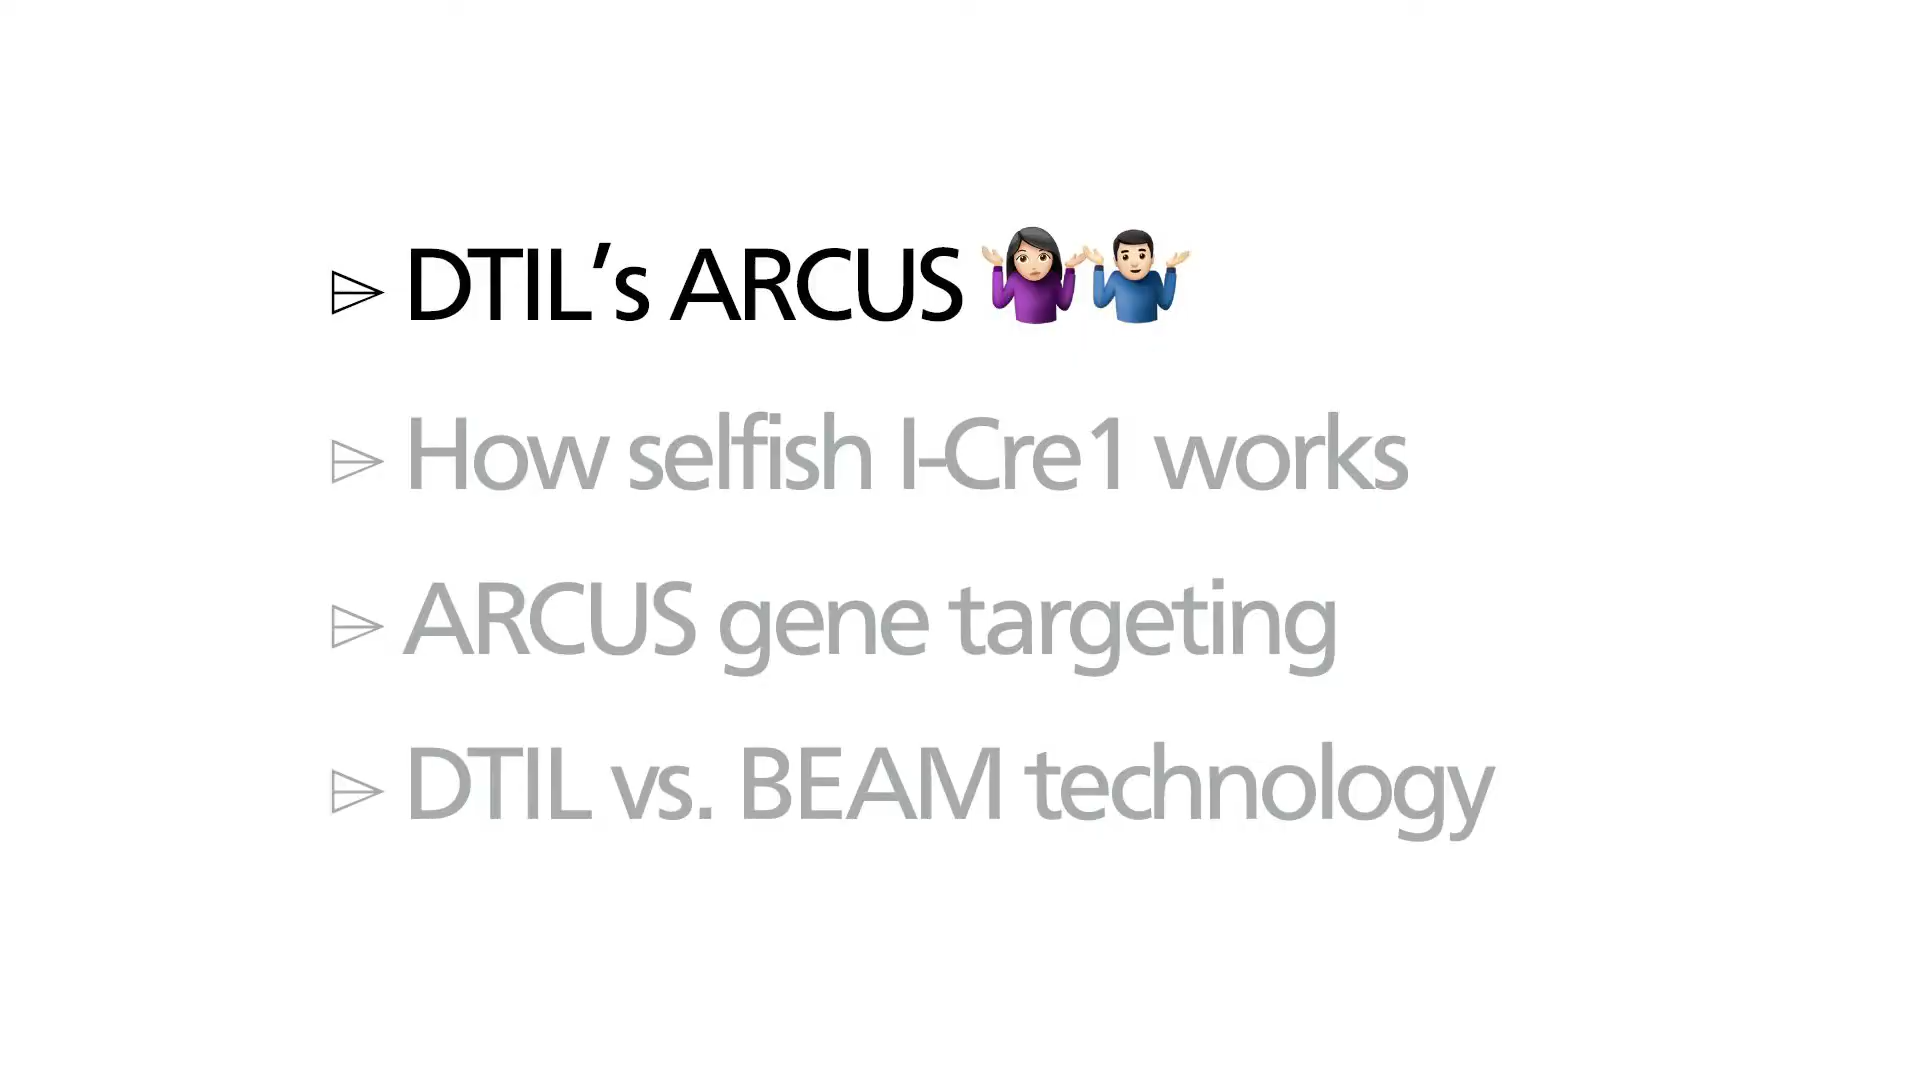 DTIL’s ARCUS 🤷🏻‍♀️🤷🏻‍♂️
How selfish I-Cre1 works
ARCUS gene targeting
DTIL vs. BEAM technology